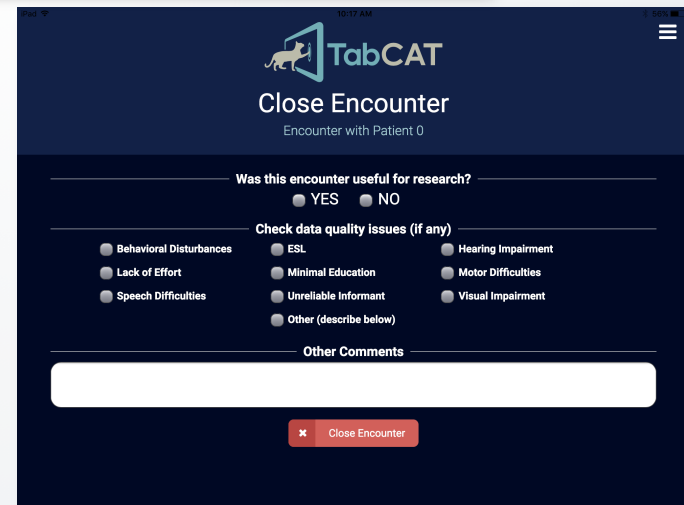 iPad 10:17 AM 56%
TabCAT
Close Encounter
Encounter with Patient 0
Was this encounter useful for research?
YES NO
Check data quality issues (if any)
Behavioral Disturbances ESL Hearing Impairment
Lack of Effort Minimal Education Motor Difficulties
Speech Difficulties Unreliable Informant Visual Impairment
Other (describe below)
Other Comments
Close Encounter